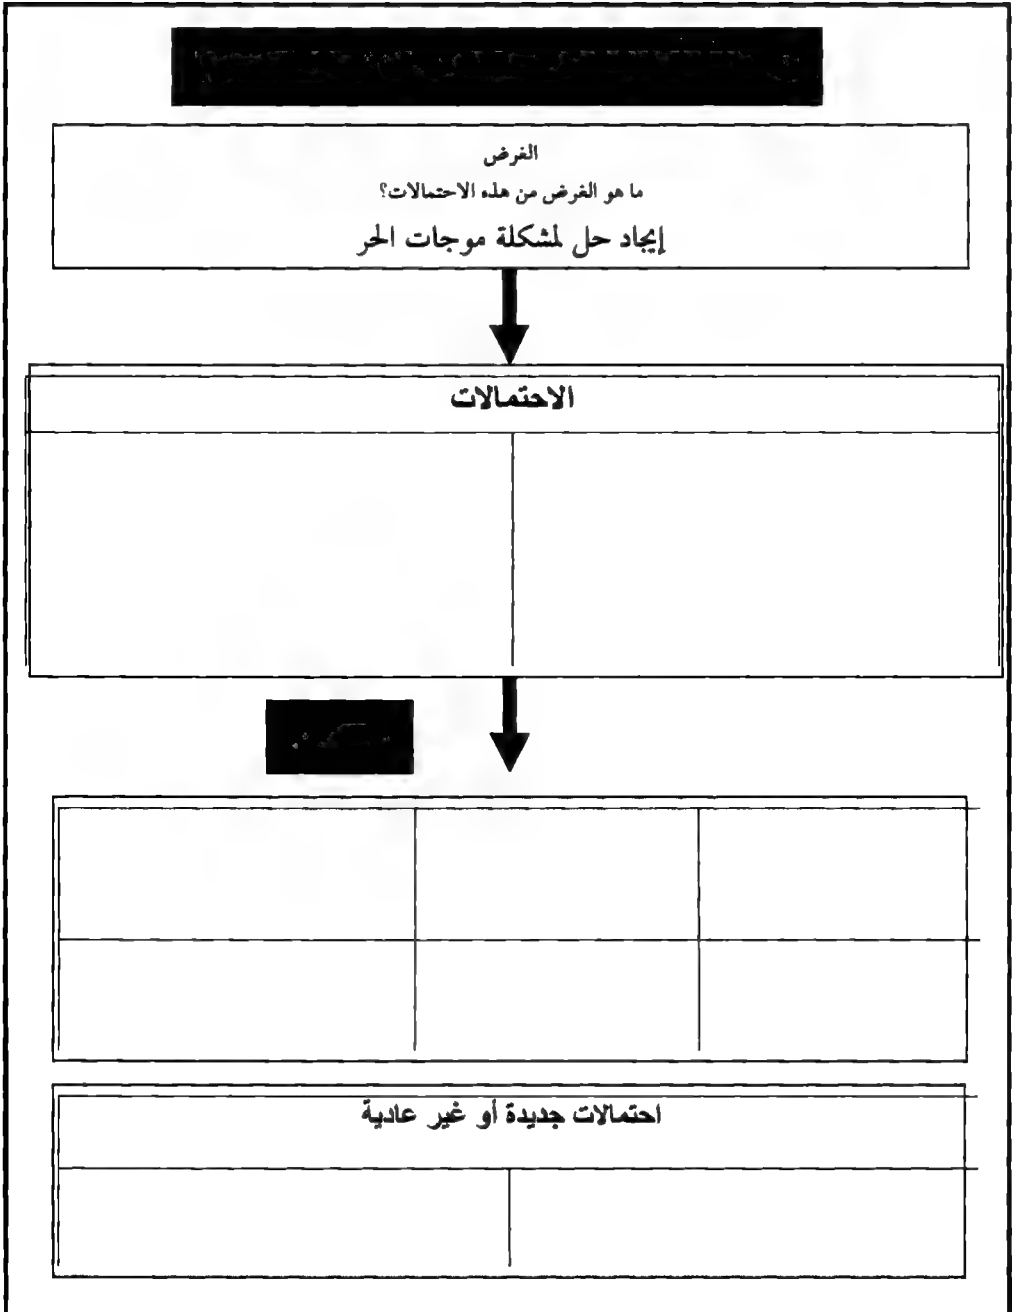 الغرض
ما هو الغرض من هذه الاحتمالات؟
إيجاد حل لمشكلة موجات الحر
الاحتمالات
احتمالات جديدة أو غير عادية